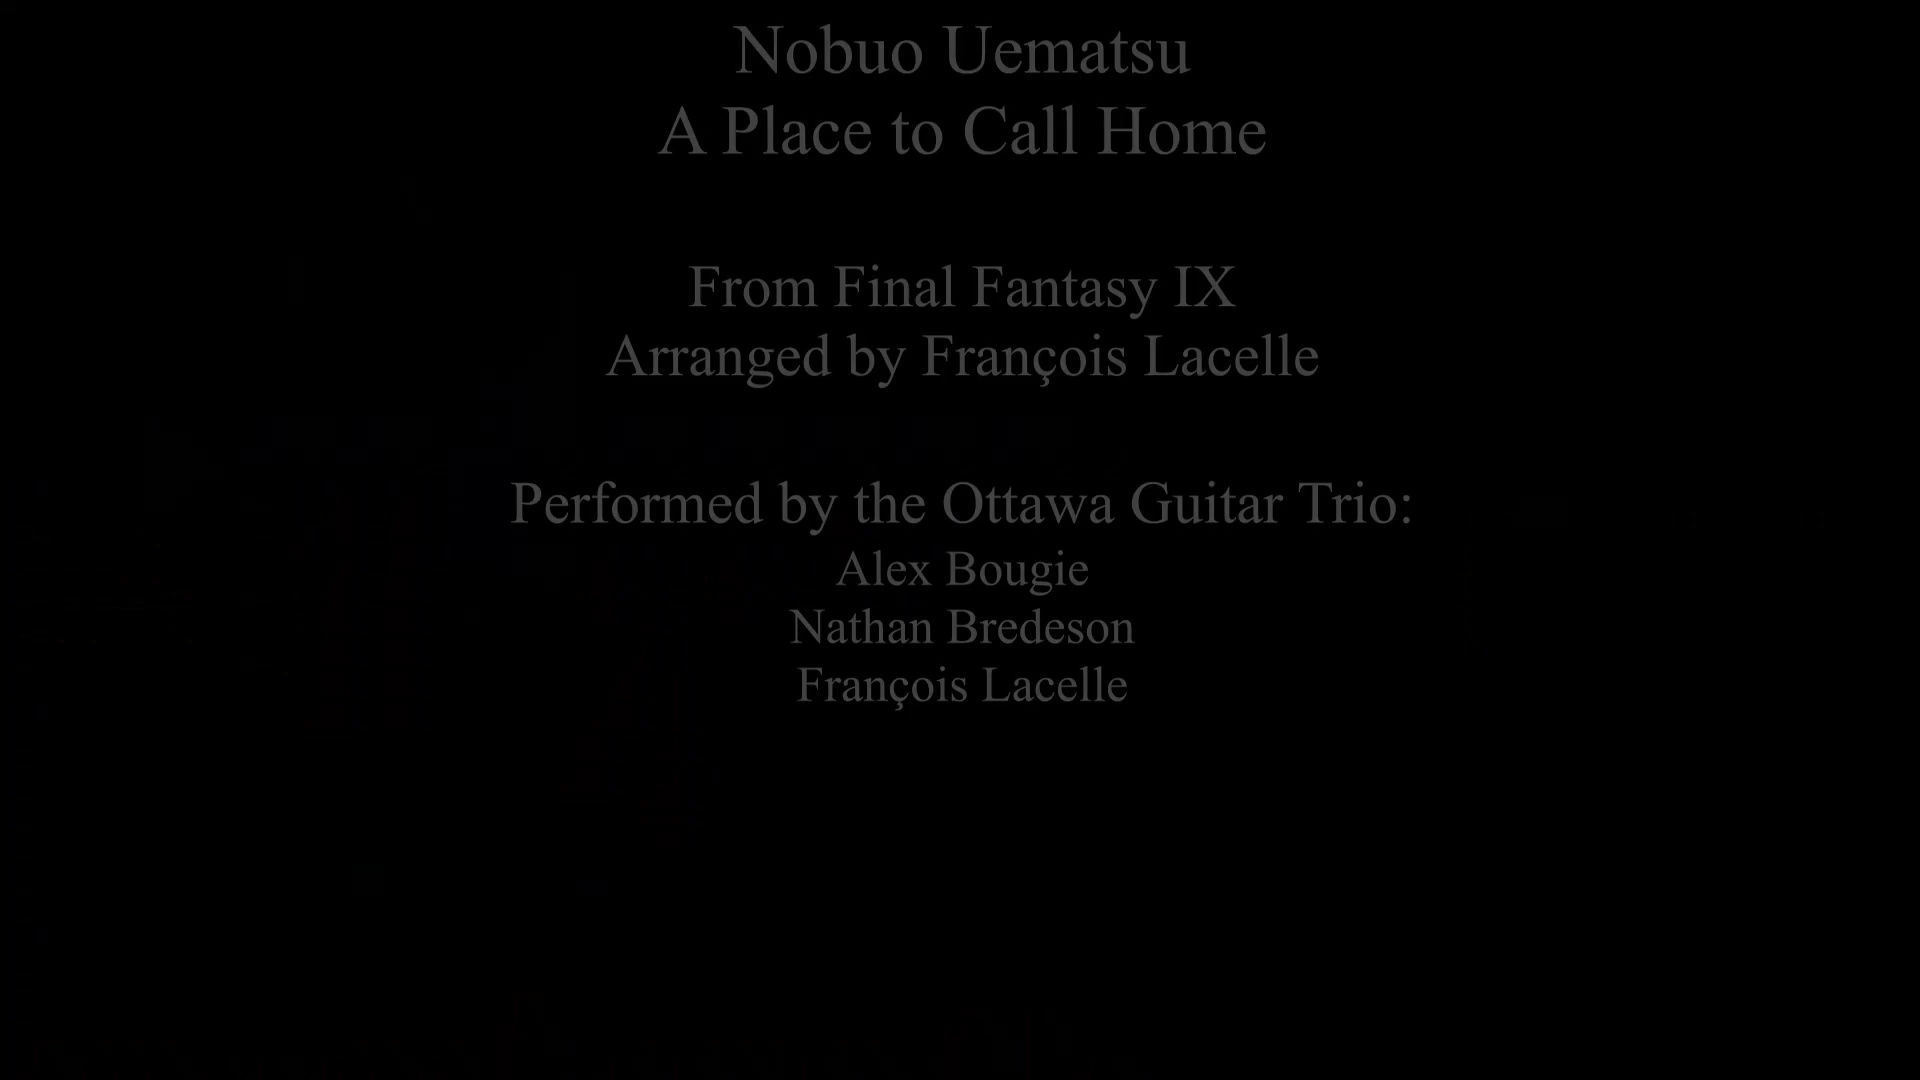 Nobuo Uematsu
A Place to Call Home
From Final Fantasy IX
Arranged by François Lacelle
Performed by the Ottawa Guitar Trio:
Alex Bougie
Nathan Bredeson
François Lacelle